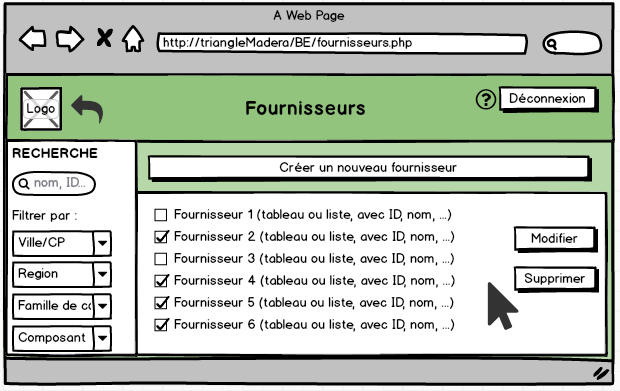 A Web Page
http://triangleMadera/BE/fournisseurs.php
Logo
Fournisseurs
?
Déconnexion
RECHERCHE
nom, ID...
Filtrer par :
Ville/CP
Region
Famille de co
Composant
Créer un nouveau fournisseur
Fournisseur 1 (tableau ou liste, avec ID, nom, ...)
Fournisseur 2 (tableau ou liste, avec ID, nom, ...)
Fournisseur 3 (tableau ou liste, avec ID, nom, ...)
Fournisseur 4 (tableau ou liste, avec ID, nom, ...)
Fournisseur 5 (tableau ou liste, avec ID, nom, ...)
Fournisseur 6 (tableau ou liste, avec ID, nom, ...)
Modifier
Supprimer